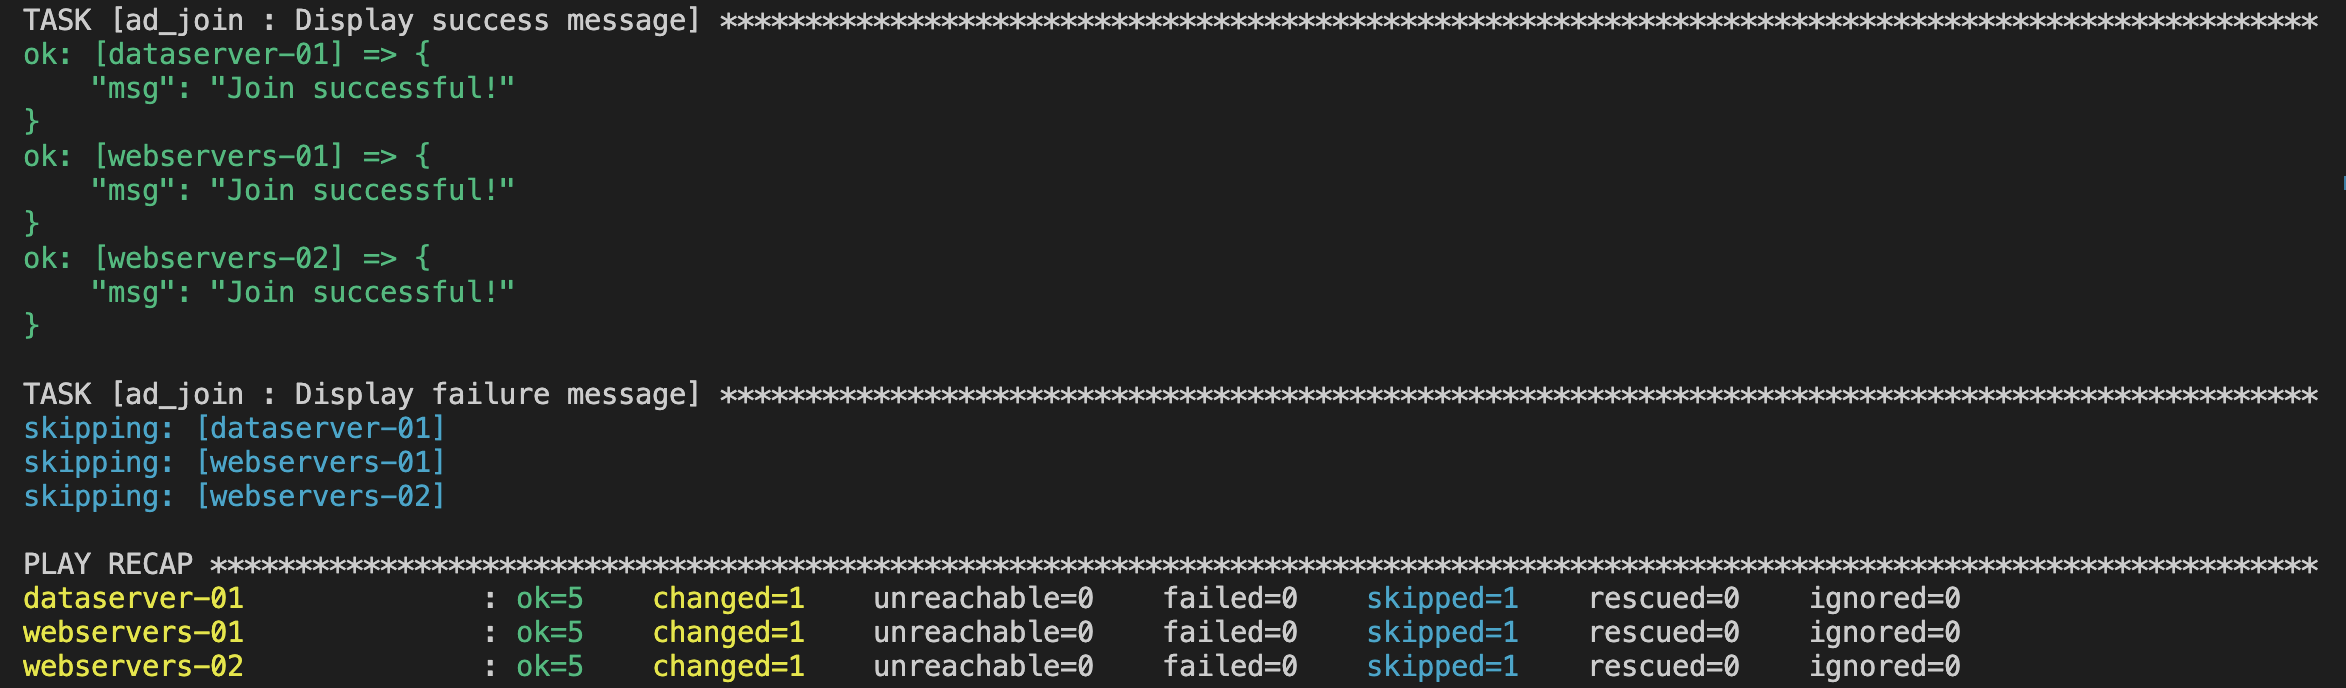 TASK [ad_join : Display success message] **********************************************************************************************
ok: [dataserver-01] => {
    "msg": "Join successful!"
}
ok: [webservers-01] => {
    "msg": "Join successful!"
}
ok: [webservers-02] => {
    "msg": "Join successful!"
}
TASK [ad_join : Display failure message] **********************************************************************************************
skipping: [dataserver-01]
skipping: [webservers-01]
skipping: [webservers-02]
PLAY RECAP ****************************************************************************************************************************
dataserver-01              : ok=5    changed=1    unreachable=0    failed=0    skipped=1    rescued=0    ignored=0
webservers-01              : ok=5    changed=1    unreachable=0    failed=0    skipped=1    rescued=0    ignored=0
webservers-02              : ok=5    changed=1    unreachable=0    failed=0    skipped=1    rescued=0    ignored=0